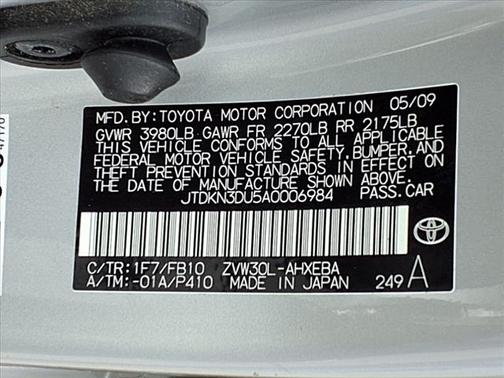 MFD. BY: TOYOTA MOTOR CORPORATION 05/09
GVWR 3980LB GAWR FR 2270LB RR 2175LB
THIS VEHICLE CONFORMS TO ALL APPLICABLE
FEDERAL MOTOR VEHICLE SAFETY, BUMPER, AND
THEFT PREVENTION STANDARDS IN EFFECT ON
THE DATE OF MANUFACTURE SHOWN ABOVE.
JTDKN3DU5A0006984 PASS. CAR
C/TR: 1F7/FB10 ZVW30L-AHXEBA
A/TM: -01A/P410 MADE IN JAPAN 249 A
TOYOTA